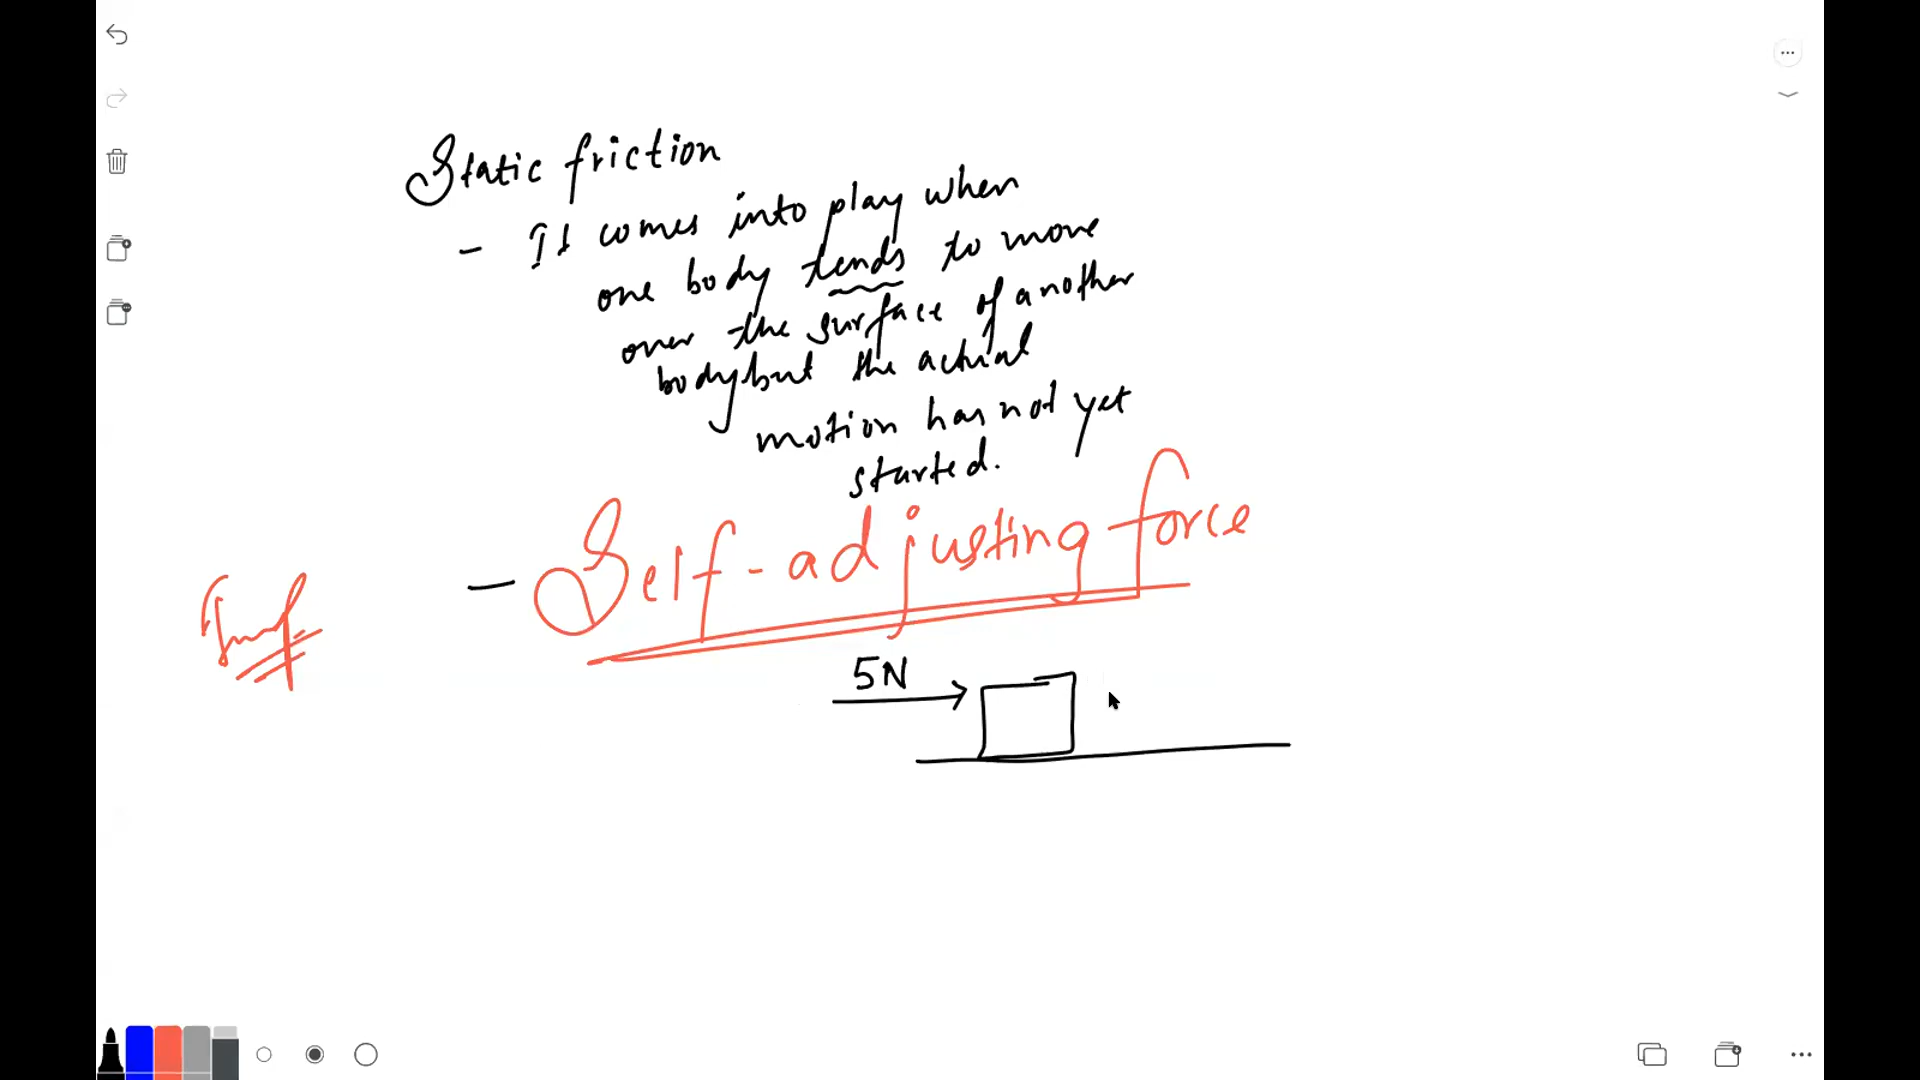 Static friction
- It comes into play when
one body tends to move
over the surface of another
body but the actual
motion has not yet
started.
- Self-adjusting force
Imp
5N